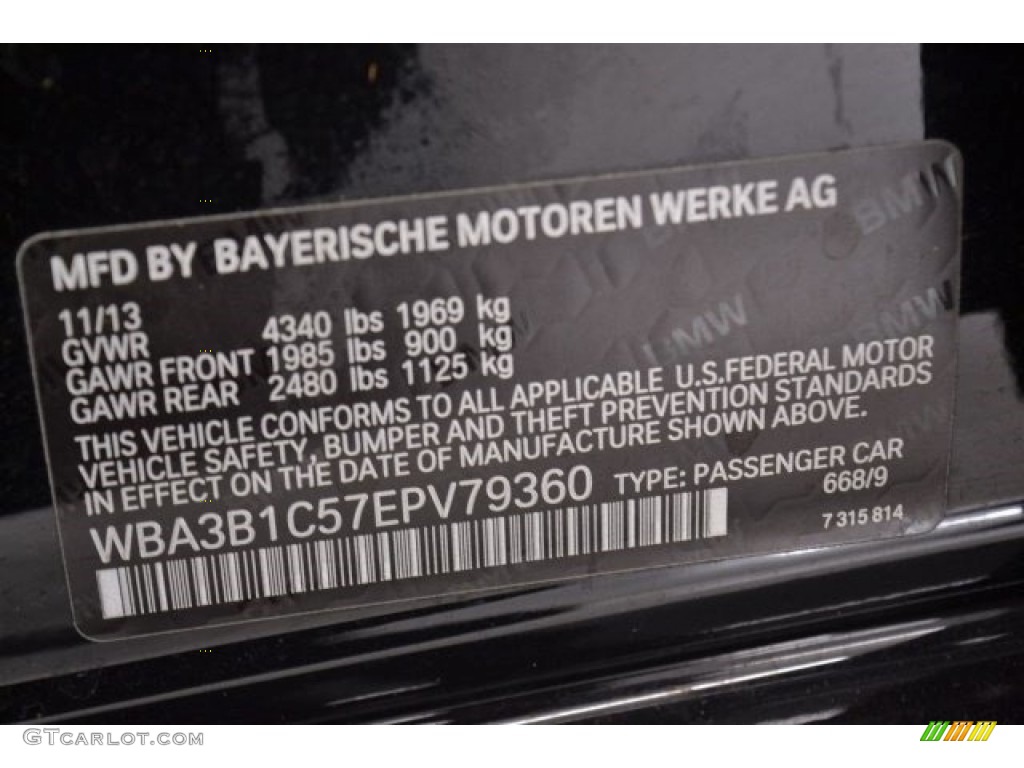 MFD BY BAYERISCHE MOTOREN WERKE AG
11/13
GVWR 4340 lbs 1969 kg
GAWR FRONT 1985 lbs 900 kg
GAWR REAR 2480 lbs 1125 kg
THIS VEHICLE CONFORMS TO ALL APPLICABLE U.S.FEDERAL MOTOR
VEHICLE SAFETY, BUMPER AND THEFT PREVENTION STANDARDS
IN EFFECT ON THE DATE OF MANUFACTURE SHOWN ABOVE.
WBA3B1C57EPV79360 TYPE: PASSENGER CAR
668/9
7 315 814
BMW
BMW
BMW
GTCARLOT.COM